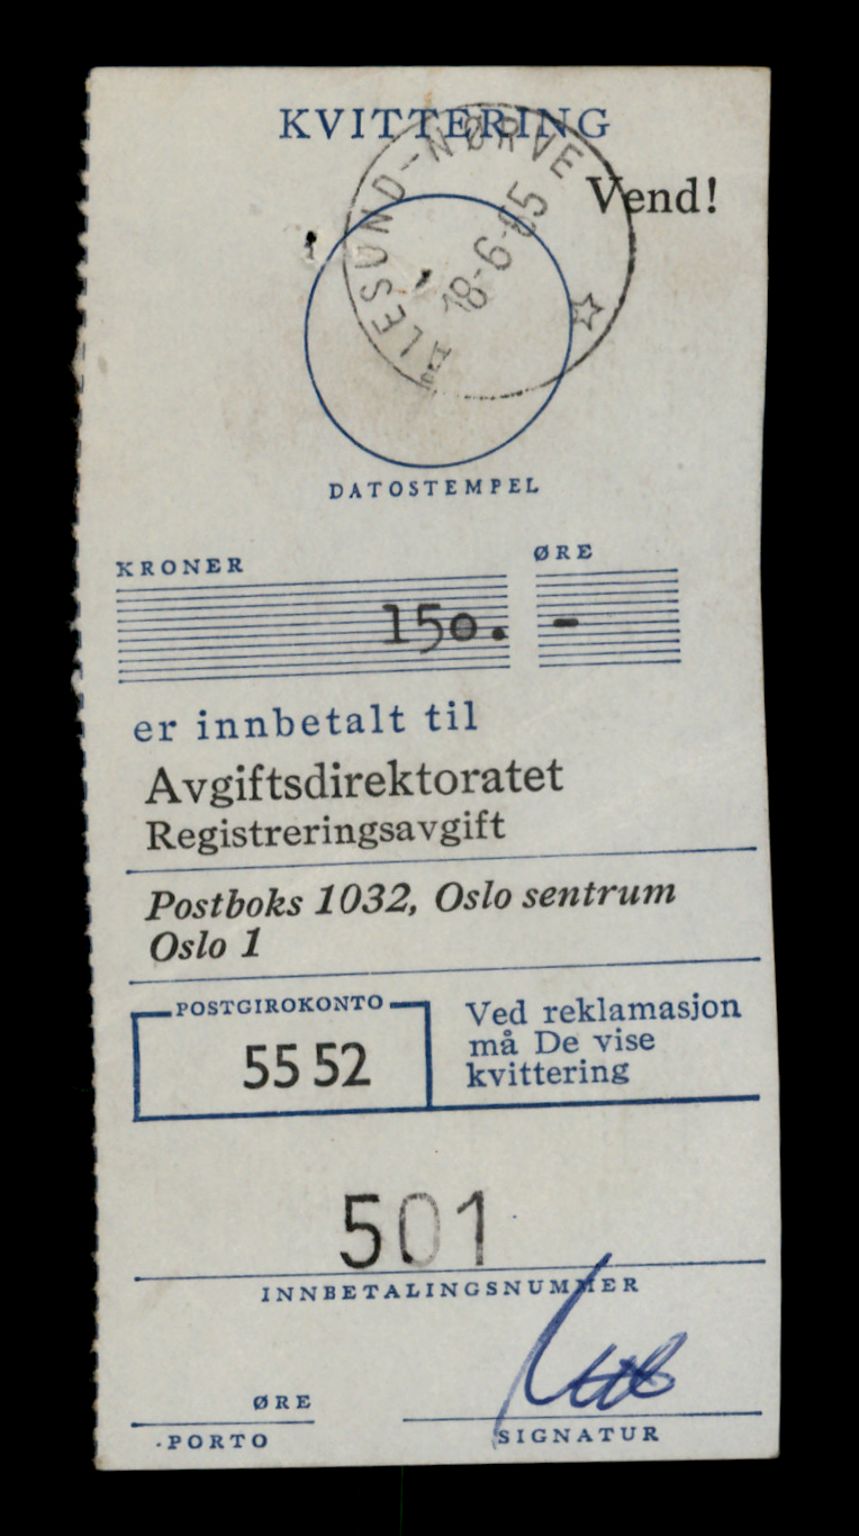 KVITTERING
Vend!
ÅLESUND-NØRVE
18-6-65
DATOSTEMPEL
KRONER
ØRE
150. -
er innbetalt til
Avgiftsdirektoratet
Registreringsavgift
Postboks 1032, Oslo sentrum
Oslo 1
POSTGIROKONTO
55 52
Ved reklamasjon
må De vise
kvittering
501
INNBETALINGSNUMMER
ØRE
PORTO
SIGNATUR